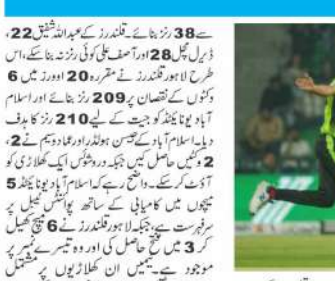 سے 38 رنز بنائے۔ قلندرز کے عبداللہ شفیق 22،
ڈیرل مچل 28 اور آصف علی کوئی رنز نہ بنا سکے، اس
طرح لاہور قلندرز نے مقررہ 20 اوورز میں 6
وکٹوں کے نقصان پر 209 رنز بنائے اور اسلام
آباد یونائیٹڈ کو جیت کے لیے 210 رنز کا ہدف
دیا۔ اسلام آباد کے جیسن ہولڈر اور عماد وسیم نے 2،
2 وکٹیں حاصل کیں جبکہ دروشوئس ایک کھلاڑی کو
آؤٹ کر سکے۔ واضح رہے کہ اسلام آباد یونائیٹڈ 5
میچوں میں کامیابی کے ساتھ پوائنٹس ٹیبل پر
سرفہرست ہے، جبکہ لاہور قلندرز نے 6 میچ کھیل
کر 3 میں فتح حاصل کی اور وہ تیسرے نمبر پر
موجود ہے۔ ٹیمیں ان کھلاڑیوں پر مشتمل